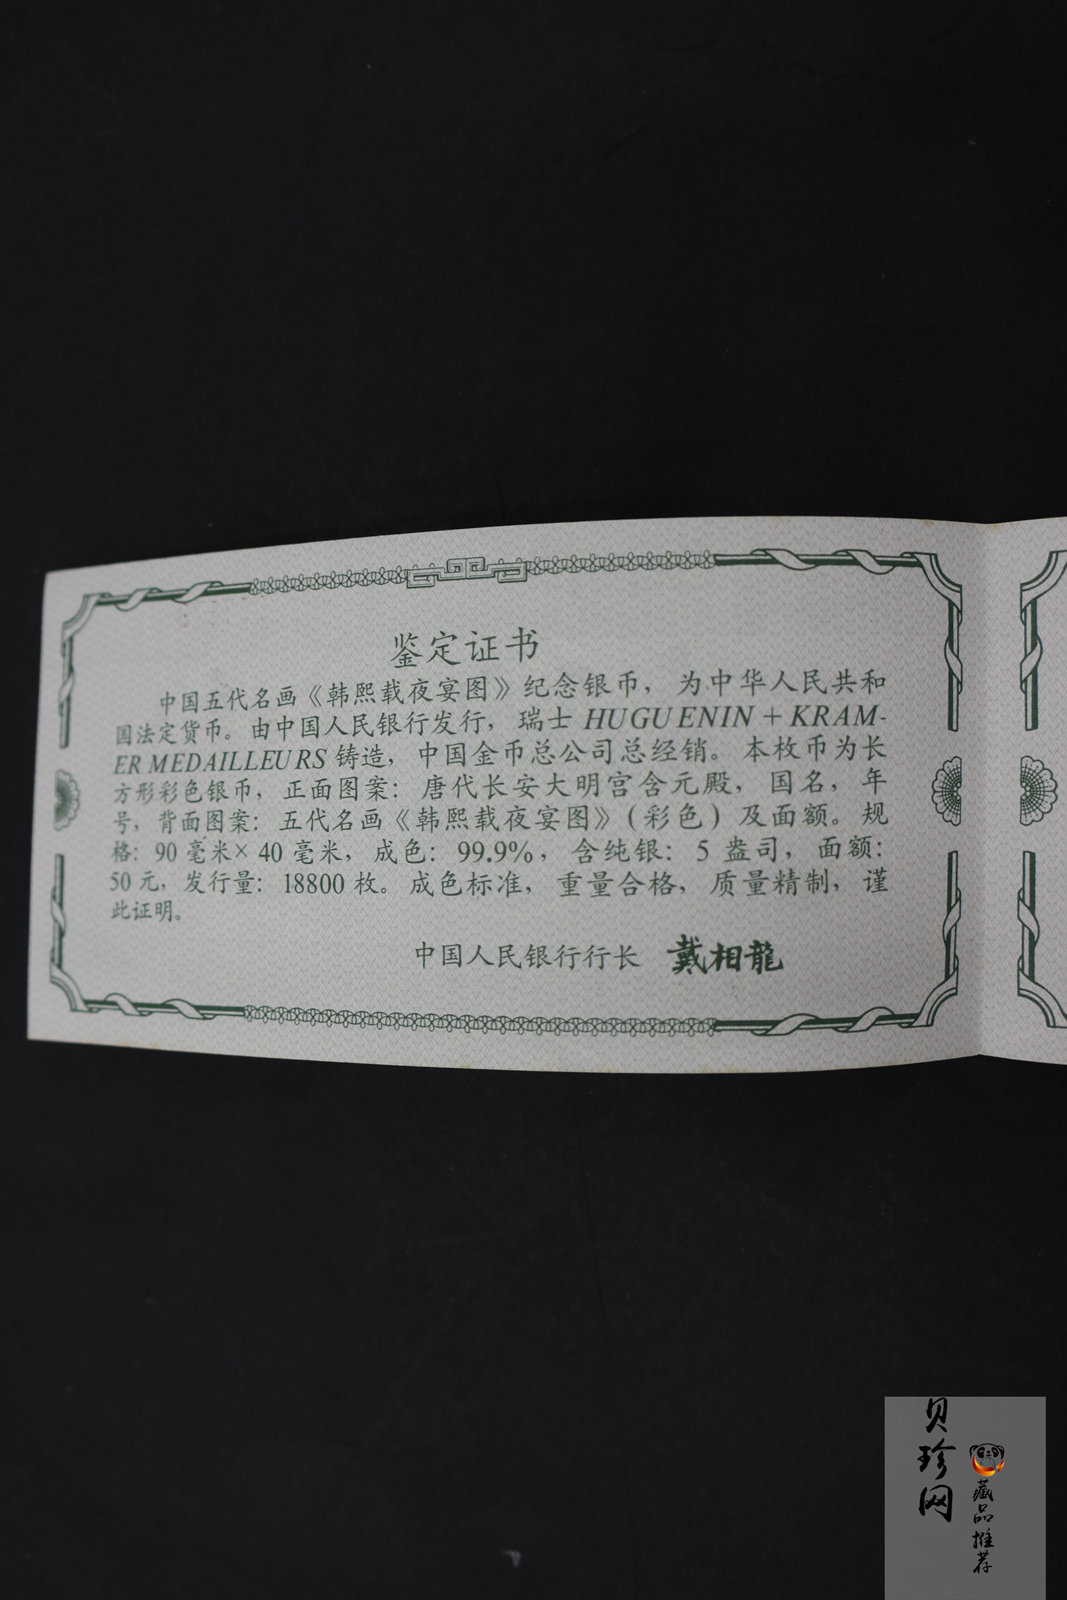 鉴定证书
中国五代名画《韩熙载夜宴图》纪念银币，为中华人民共和
国法定货币。由中国人民银行发行，瑞士 HUGUENIN + KRAM-
ER MEDAILLEURS 铸造，中国金币总公司总经销。本枚币为长
方形彩色银币，正面图案：唐代长安大明宫含元殿，国名，年
号，背面图案：五代名画《韩熙载夜宴图》（彩色）及面额。规
格：90 毫米× 40 毫米，成色：99.9%，含纯银：5 盎司，面额：
50 元，发行量：18800 枚。成色标准，重量合格，质量精制，谨
此证明。
中国人民银行行长 戴相龍
贝珍网
藏品推荐